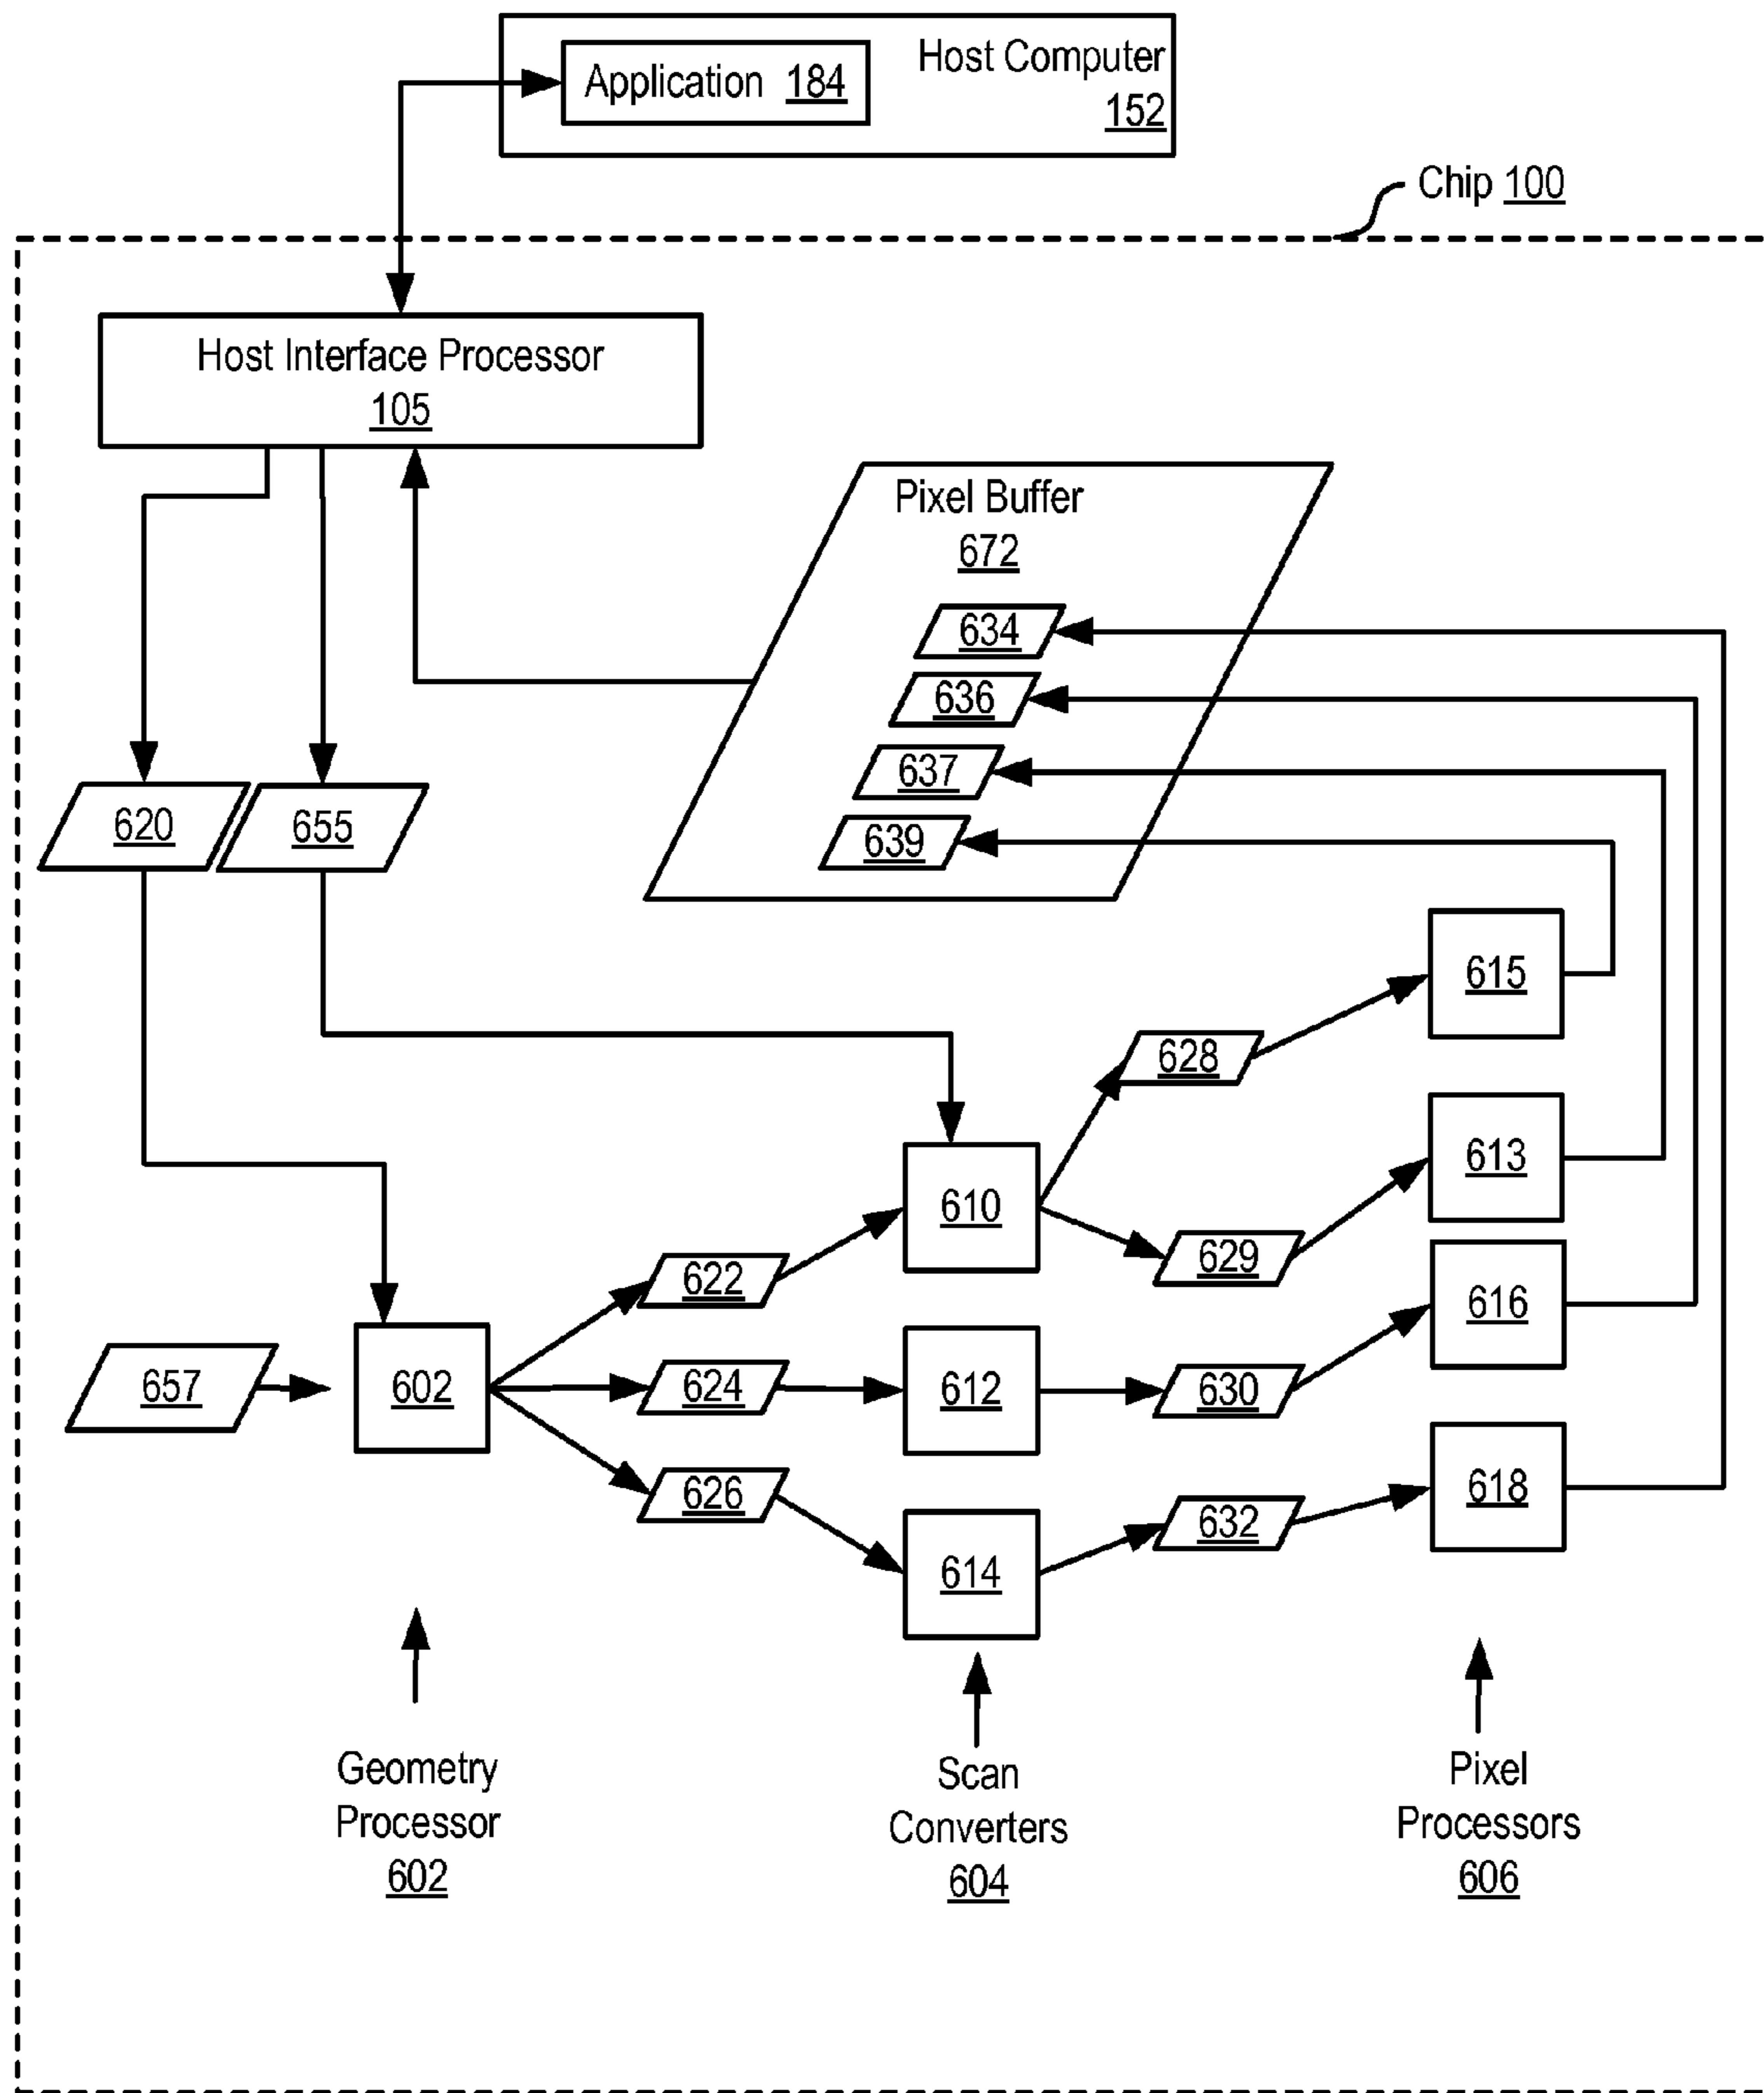 Application 184
Host Computer
152
Chip 100
Host Interface Processor
105
Pixel Buffer
672
634
636
637
639
620
655
615
628
613
610
629
622
616
657
602
624
612
630
626
632
618
614
Geometry
Processor
602
Scan
Converters
604
Pixel
Processors
606